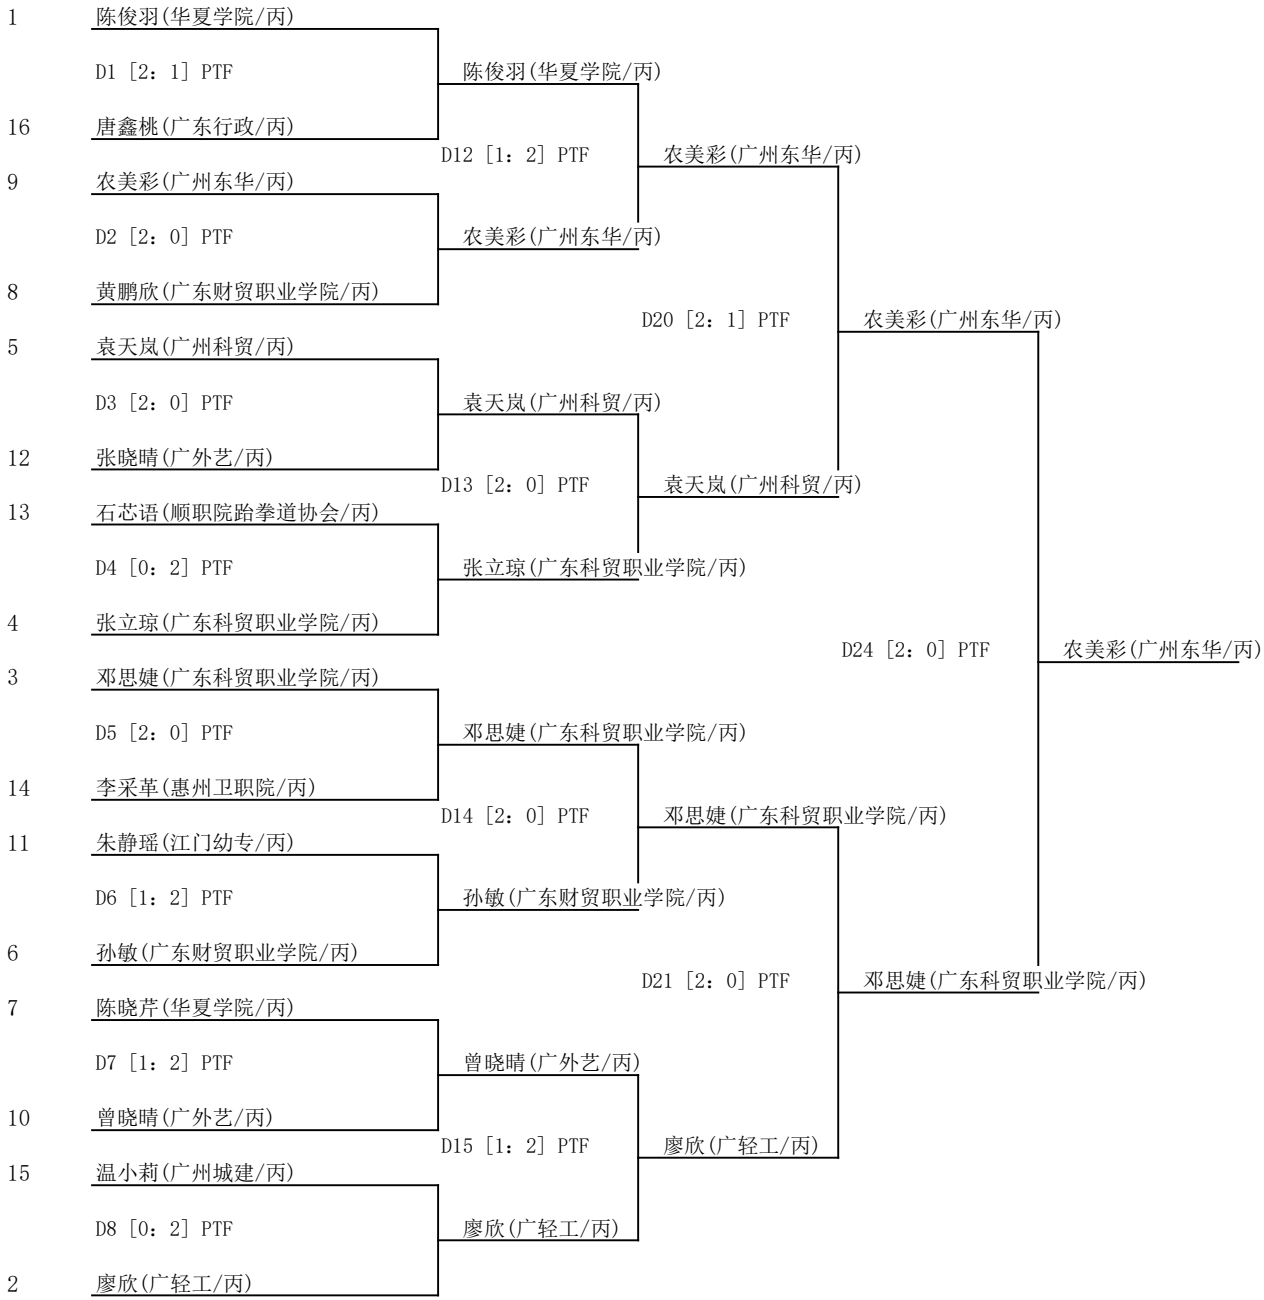 1 陈俊羽(华夏学院/丙)
D1 [2: 1] PTF 陈俊羽(华夏学院/丙)
16 唐鑫桃(广东行政/丙)
D12 [1: 2] PTF 农美彩(广州东华/丙)
9 农美彩(广州东华/丙)
D2 [2: 0] PTF 农美彩(广州东华/丙)
8 黄鹏欣(广东财贸职业学院/丙)
D20 [2: 1] PTF 农美彩(广州东华/丙)
5 袁天岚(广州科贸/丙)
D3 [2: 0] PTF 袁天岚(广州科贸/丙)
12 张晓晴(广外艺/丙)
D13 [2: 0] PTF 袁天岚(广州科贸/丙)
13 石芯语(顺职院跆拳道协会/丙)
D4 [0: 2] PTF 张立琼(广东科贸职业学院/丙)
4 张立琼(广东科贸职业学院/丙)
D24 [2: 0] PTF 农美彩(广州东华/丙)
3 邓思婕(广东科贸职业学院/丙)
D5 [2: 0] PTF 邓思婕(广东科贸职业学院/丙)
14 李采革(惠州卫职院/丙)
D14 [2: 0] PTF 邓思婕(广东科贸职业学院/丙)
11 朱静瑶(江门幼专/丙)
D6 [1: 2] PTF 孙敏(广东财贸职业学院/丙)
6 孙敏(广东财贸职业学院/丙)
D21 [2: 0] PTF 邓思婕(广东科贸职业学院/丙)
7 陈晓芹(华夏学院/丙)
D7 [1: 2] PTF 曾晓晴(广外艺/丙)
10 曾晓晴(广外艺/丙)
D15 [1: 2] PTF 廖欣(广轻工/丙)
15 温小莉(广州城建/丙)
D8 [0: 2] PTF 廖欣(广轻工/丙)
2 廖欣(广轻工/丙)